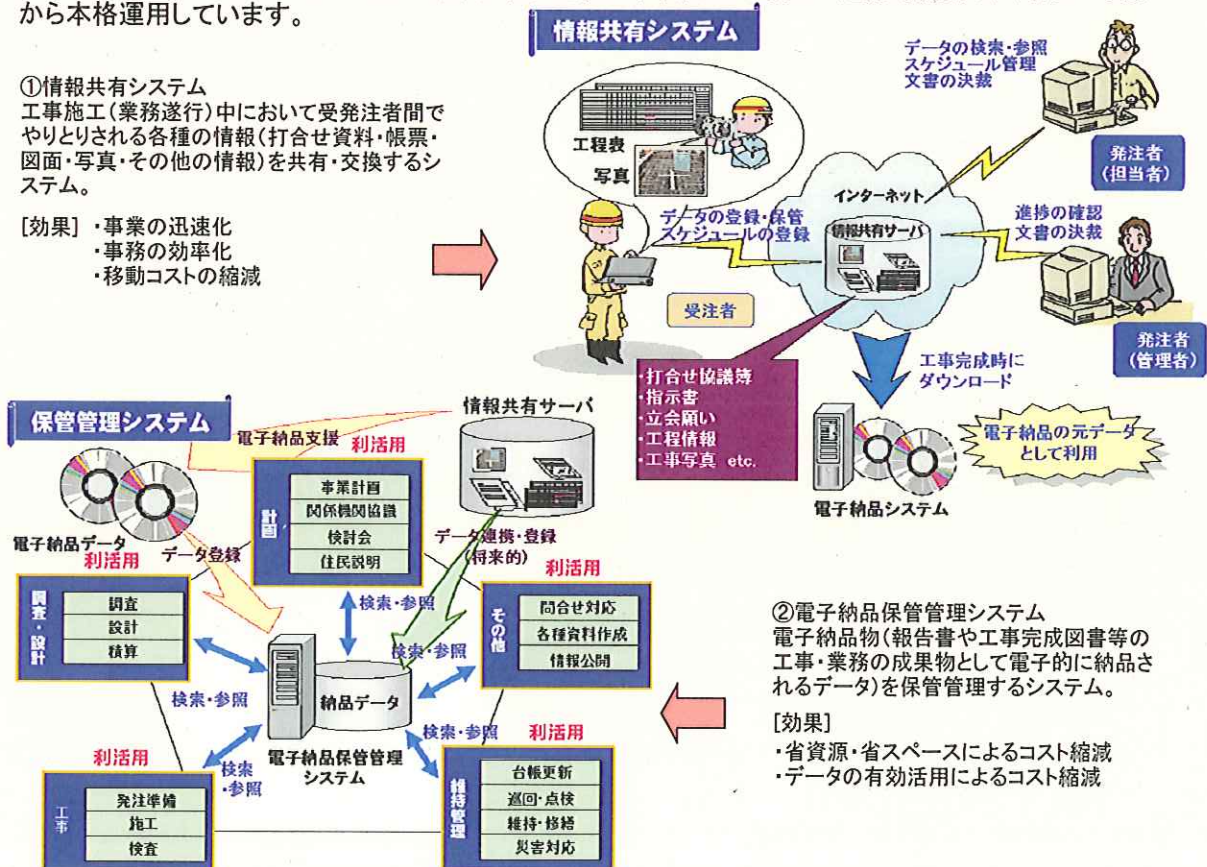 から本格運用しています。
①情報共有システム
工事施工(業務遂行)中において受発注者間で
やりとりされる各種の情報(打合せ資料・帳票・
図面・写真・その他の情報)を共有・交換するシ
ステム。
[効果] ・事業の迅速化
・事務の効率化
・移動コストの縮減
情報共有システム
工程表
写真
データの登録・保管
スケジュールの登録
受注者
インターネット
情報共有サーバ
データの検索・参照
スケジュール管理
文書の決裁
発注者
(担当者)
進捗の確認
文書の決裁
発注者
(管理者)
・打合せ協議簿
・指示書
・立会願い
・工程情報
・工事写真 etc.
工事完成時に
ダウンロード
電子納品の元データ
として利用
電子納品システム
保管管理システム
電子納品支援
情報共有サーバ
電子納品データ
データ登録
データ連携・登録
(将来的)
利活用
計画
事業計画
関係機関協議
検討会
住民説明
利活用
調査・設計
調査
設計
積算
利活用
その他
問合せ対応
各種資料作成
情報公開
検索・参照
検索・参照
検索・参照
納品データ
電子納品保管管理
システム
検索・参照
検索
・参照
利活用
工事
発注準備
施工
検査
利活用
維持管理
台帳更新
巡回・点検
維持・修繕
災害対応
②電子納品保管管理システム
電子納品物(報告書や工事完成図書等の
工事・業務の成果物として電子的に納品さ
れるデータ)を保管管理するシステム。
[効果]
・省資源・省スペースによるコスト縮減
・データの有効活用によるコスト縮減